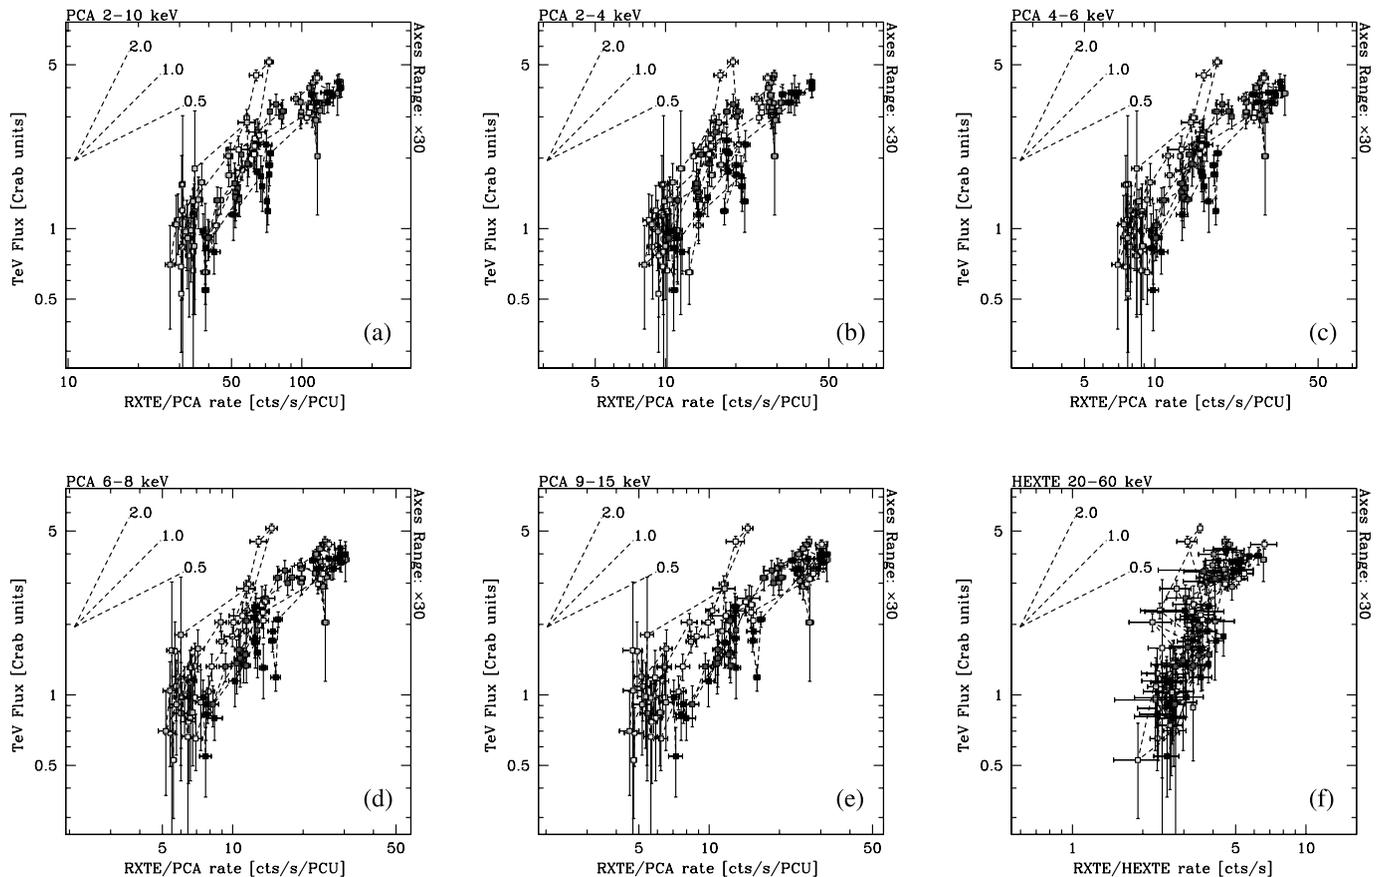 PCA 2-10 keV
2.0
1.0
0.5
5
1
0.5
TeV Flux [Crab units]
Axes Range: ×30
(a)
10 50 100
RXTE/PCA rate [cts/s/PCU]
PCA 2-4 keV
2.0
1.0
0.5
5
1
0.5
TeV Flux [Crab units]
Axes Range: ×30
(b)
5 10 50
RXTE/PCA rate [cts/s/PCU]
PCA 4-6 keV
2.0
1.0
0.5
5
1
0.5
TeV Flux [Crab units]
Axes Range: ×30
(c)
5 10 50
RXTE/PCA rate [cts/s/PCU]
PCA 6-8 keV
2.0
1.0
0.5
5
1
0.5
TeV Flux [Crab units]
Axes Range: ×30
(d)
5 10 50
RXTE/PCA rate [cts/s/PCU]
PCA 9-15 keV
2.0
1.0
0.5
5
1
0.5
TeV Flux [Crab units]
Axes Range: ×30
(e)
5 10 50
RXTE/PCA rate [cts/s/PCU]
HEXTE 20-60 keV
2.0
1.0
0.5
5
1
0.5
TeV Flux [Crab units]
Axes Range: ×30
(f)
1 5 10
RXTE/HEXTE rate [cts/s]